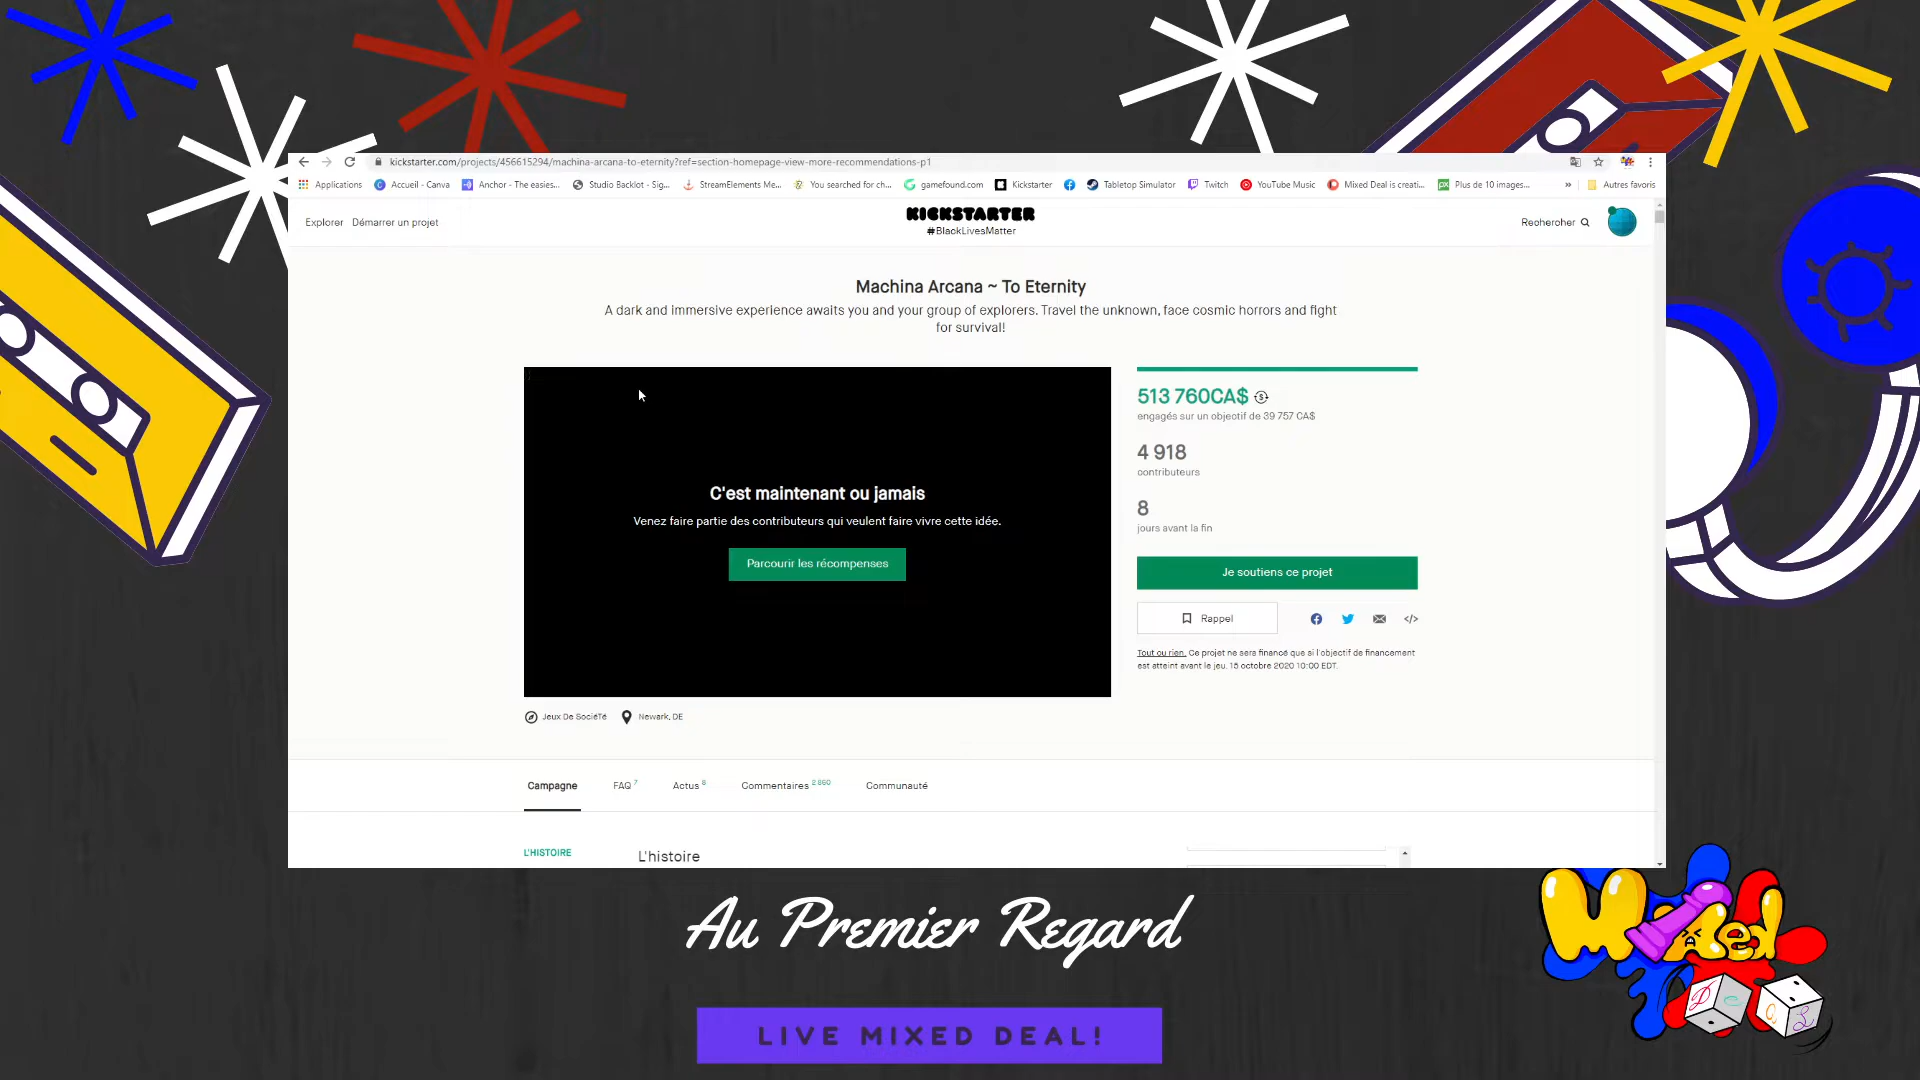 kickstarter.com/projects/456615294/machina-arcana-to-eternity?ref=section-homepage-view-more-recommendations-p1
Applications Accueil - Canva Anchor - The easies... Studio Backlot - Sig... StreamElements Me... You searched for ch... gamefound.com Kickstarter Tabletop Simulator Twitch YouTube Music Mixed Deal is creati... Plus de 10 images... » Autres favoris
Explorer Démarrer un projet
KICKSTARTER
#BlackLivesMatter
Rechercher
Machina Arcana ~ To Eternity
A dark and immersive experience awaits you and your group of explorers. Travel the unknown, face cosmic horrors and fight
for survival!
C'est maintenant ou jamais
Venez faire partie des contributeurs qui veulent faire vivre cette idée.
Parcourir les récompenses
513 760CA$
engagés sur un objectif de 39 757 CA$
4 918
contributeurs
8
jours avant la fin
Je soutiens ce projet
Rappel
Tout ou rien. Ce projet ne sera financé que si l'objectif de financement
est atteint avant le jeu. 15 octobre 2020 10:00 EDT.
Jeux De Société Newark, DE
Campagne FAQ 7 Actus Commentaires Communauté
L'HISTOIRE
L'histoire
Au Premier Regard
LIVE MIXED DEAL!
Mixed